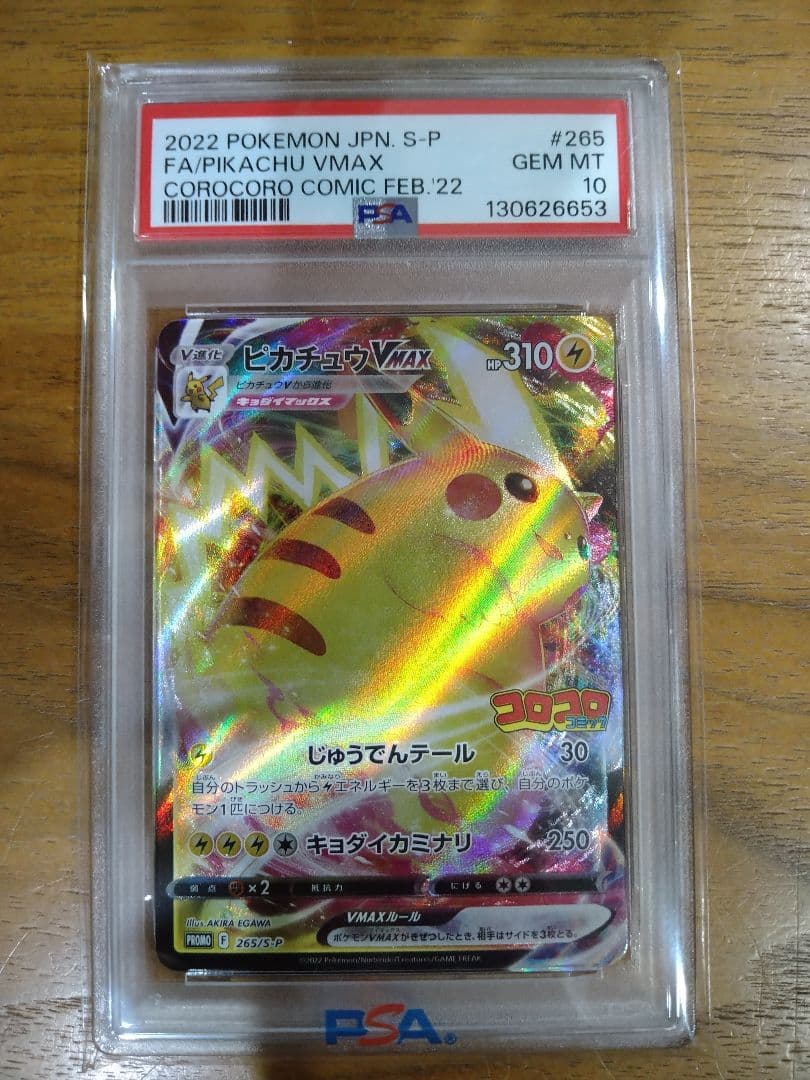 2022 POKEMON JPN. S-P #265
FA/PIKACHU VMAX GEM MT
COROCORO COMIC FEB.'22 10
PSA 130626653
V進化 ピカチュウVMAX HP310
ピカチュウVから進化
キョダイマックス
コロコロ
コミック
じゅうでんテール 30
自分のトラッシュからエネルギーを3枚まで選び、自分のポケ
モン1匹につける。
キョダイカミナリ 250
弱点 ×2 抵抗力 にげる
Illus. AKIRA EGAWA
VMAXルール
ポケモンVMAXがきぜつしたとき、相手はサイドを3枚とる。
PROMO F 265/S-P
©2022 Pokémon/Nintendo/Creatures/GAME FREAK
PSA®